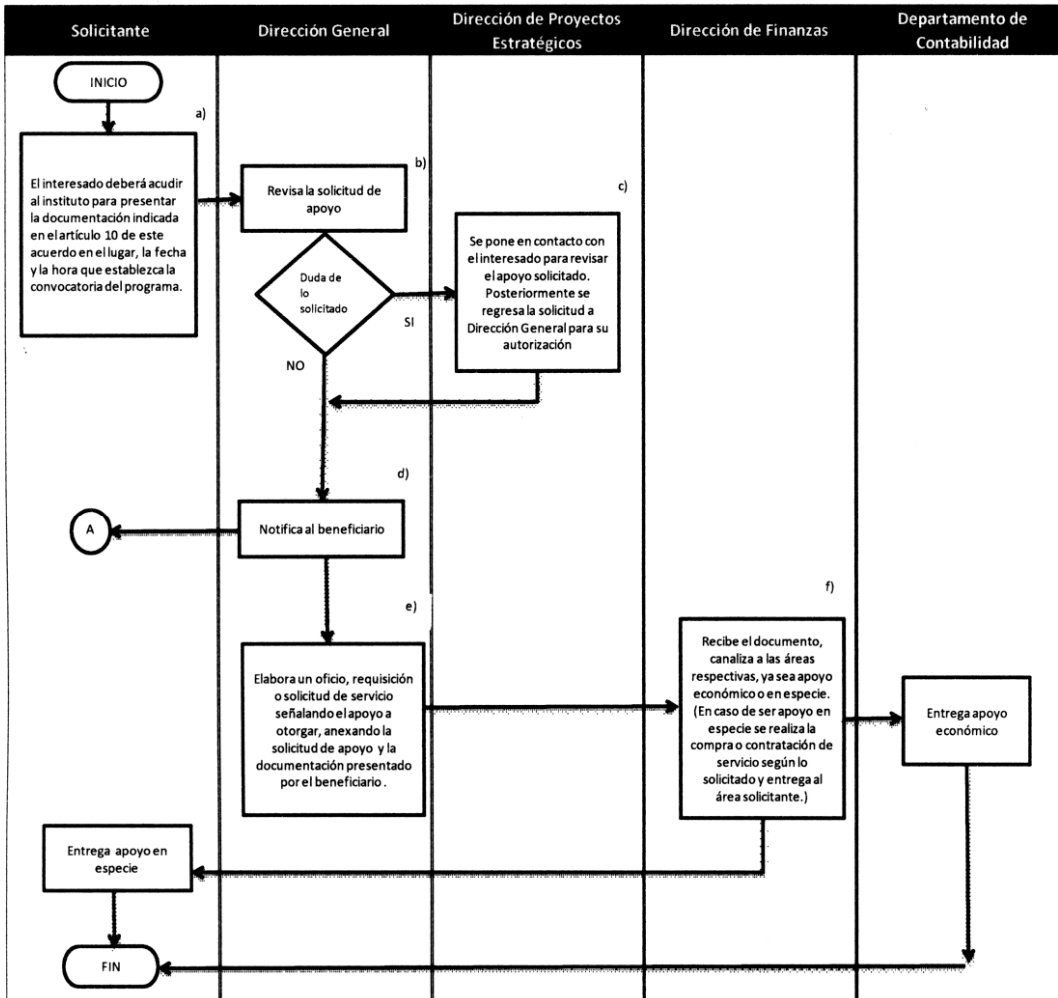 Solicitante
Dirección General
Dirección de Proyectos
Estratégicos
Dirección de Finanzas
Departamento de
Contabilidad
INICIO
a)
El interesado deberá acudir
al instituto para presentar
la documentación indicada
en el artículo 10 de este
acuerdo en el lugar, la fecha
y la hora que establezca la
convocatoria del programa.
b)
Revisa la solicitud de
apoyo
Duda de
lo
solicitado
SI
NO
c)
Se pone en contacto con
el interesado para revisar
el apoyo solicitado.
Posteriormente se
regresa la solicitud a
Dirección General para su
autorización
d)
Notifica al beneficiario
A
e)
Elabora un oficio, requisición
o solicitud de servicio
señalando el apoyo a
otorgar, anexando la
solicitud de apoyo y la
documentación presentado
por el beneficiario.
f)
Recibe el documento,
canaliza a las áreas
respectivas, ya sea apoyo
económico o en especie.
(En caso de ser apoyo en
especie se realiza la
compra o contratación de
servicio según lo
solicitado y entrega al
área solicitante.)
Entrega apoyo
económico
Entrega apoyo en
especie
FIN